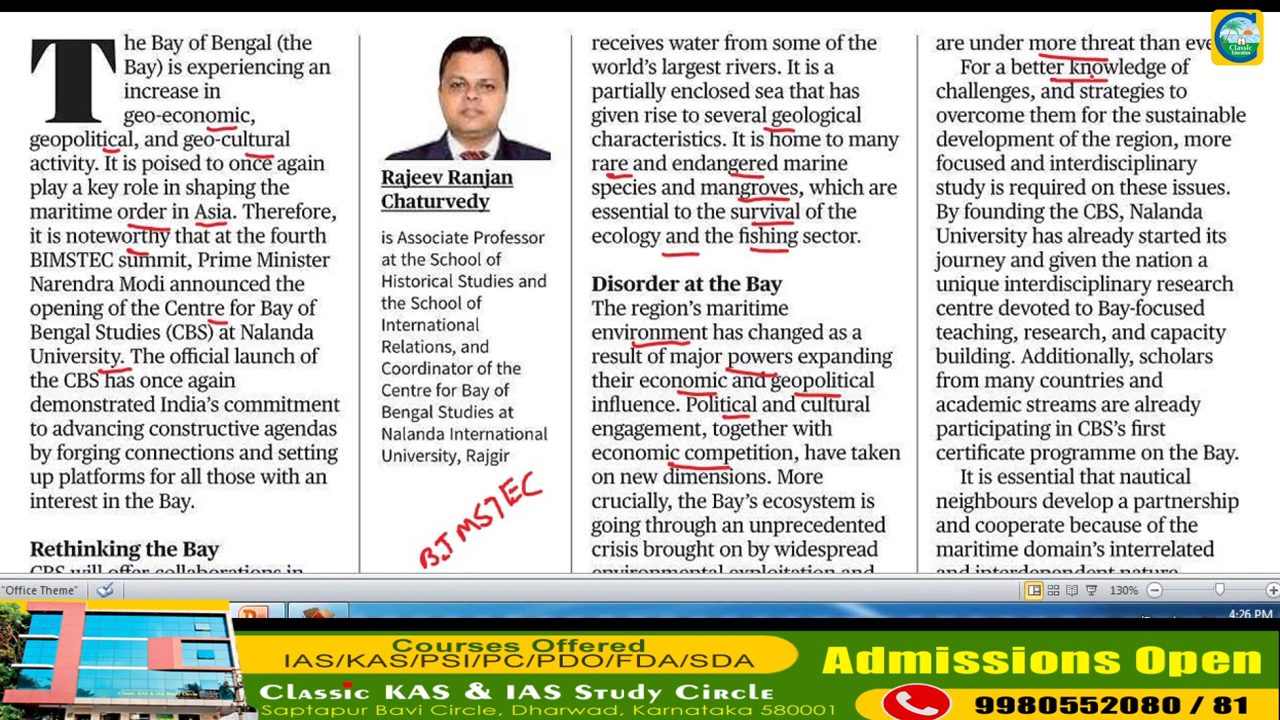 The Bay of Bengal (the
Bay) is experiencing an
increase in
geo-economic,
geopolitical, and geo-cultural
activity. It is poised to once again
play a key role in shaping the
maritime order in Asia. Therefore,
it is noteworthy that at the fourth
BIMSTEC summit, Prime Minister
Narendra Modi announced the
opening of the Centre for Bay of
Bengal Studies (CBS) at Nalanda
University. The official launch of
the CBS has once again
demonstrated India's commitment
to advancing constructive agendas
by forging connections and setting
up platforms for all those with an
interest in the Bay.
Rethinking the Bay
CBS will offer collaborations in
Rajeev Ranjan
Chaturvedy
is Associate Professor
at the School of
Historical Studies and
the School of
International
Relations, and
Coordinator of the
Centre for Bay of
Bengal Studies at
Nalanda International
University, Rajgir
BIMSTEC
receives water from some of the
world's largest rivers. It is a
partially enclosed sea that has
given rise to several geological
characteristics. It is home to many
rare and endangered marine
species and mangroves, which are
essential to the survival of the
ecology and the fishing sector.
Disorder at the Bay
The region's maritime
environment has changed as a
result of major powers expanding
their economic and geopolitical
influence. Political and cultural
engagement, together with
economic competition, have taken
on new dimensions. More
crucially, the Bay's ecosystem is
going through an unprecedented
crisis brought on by widespread
environmental exploitation and
are under more threat than eve
For a better knowledge of
challenges, and strategies to
overcome them for the sustainable
development of the region, more
focused and interdisciplinary
study is required on these issues.
By founding the CBS, Nalanda
University has already started its
journey and given the nation a
unique interdisciplinary research
centre devoted to Bay-focused
teaching, research, and capacity
building. Additionally, scholars
from many countries and
academic streams are already
participating in CBS's first
certificate programme on the Bay.
It is essential that nautical
neighbours develop a partnership
and cooperate because of the
maritime domain's interrelated
and interdependent nature
Classic
Education
"Office Theme"
130%
4:26 PM
Courses Offered
IAS/KAS/PSI/PC/PDO/FDA/SDA
Classic KAS & IAS Study Circle
Saptapur Bavi Circle, Dharwad, Karnataka 580001
Admissions Open
9980552080 / 81